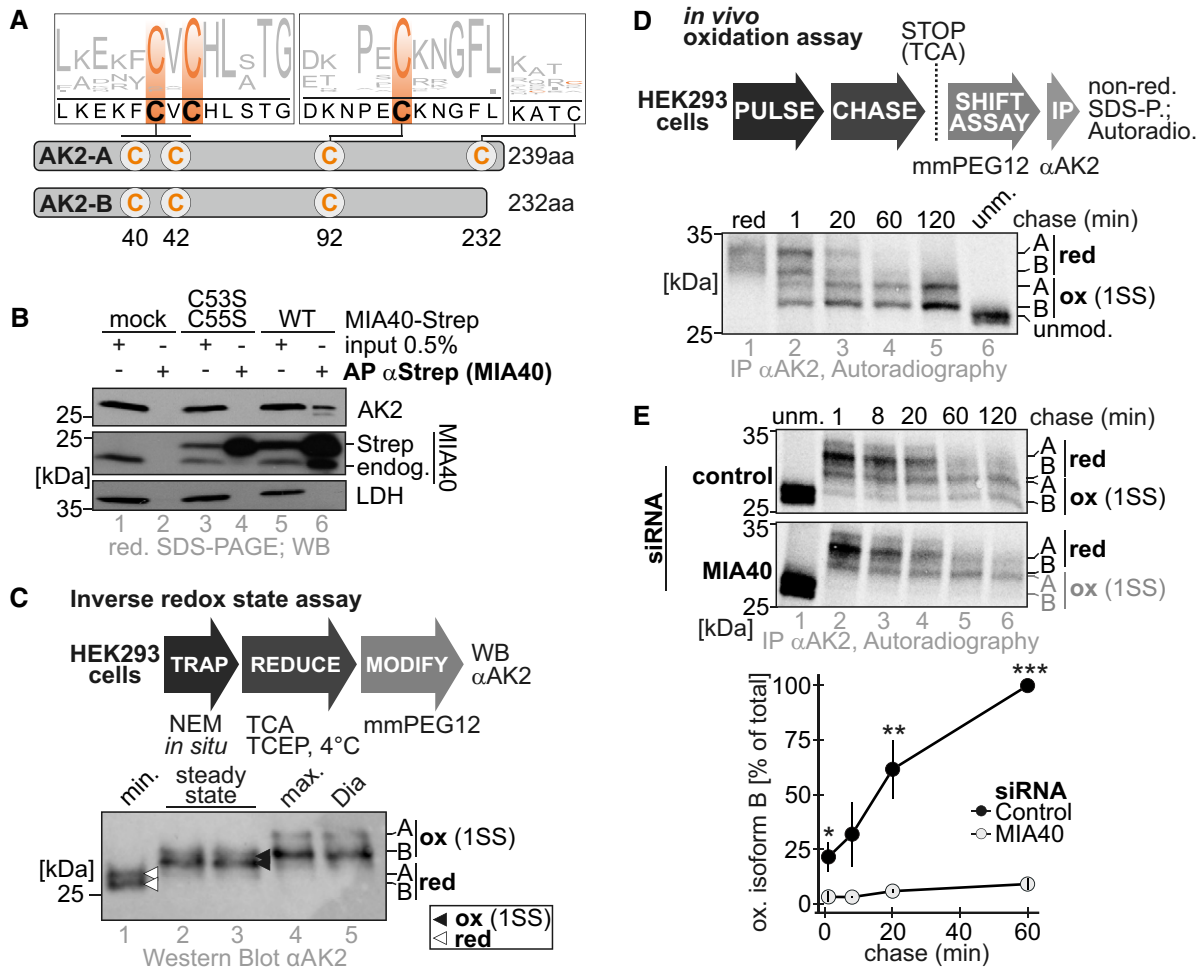 A
LKEKFCVCHLSTG DKNPECKNGFL KATC
AK2-A C C C C 239aa
AK2-B C C C 232aa
40 42 92 232
B
mock C53S C55S WT MIA40-Strep
+ - + - + - input 0.5%
- + - + - + AP αStrep (MIA40)
25 AK2
25 Strep
endog.
MIA40
[kDa]
35 LDH
1 2 3 4 5 6
red. SDS-PAGE; WB
C Inverse redox state assay
HEK293 cells TRAP REDUCE MODIFY WB αAK2
NEM in situ TCA TCEP, 4°C mmPEG12
min. steady state max. Dia
A
B
ox (1SS)
[kDa] A
25 B
red
1 2 3 4 5
Western Blot αAK2
ox (1SS)
red
D in vivo oxidation assay
STOP (TCA)
HEK293 cells PULSE CHASE SHIFT ASSAY IP non-red. SDS-P.; Autoradio.
mmPEG12 αAK2
red 1 20 60 120 unm. chase (min)
35 A
B
red
[kDa] A
B
ox (1SS)
25 unmod.
1 2 3 4 5 6
IP αAK2, Autoradiography
E
unm. 1 8 20 60 120 chase (min)
35
siRNA
control A B red
A B ox (1SS)
25
35
MIA40 A B red
A B ox (1SS)
25
[kDa] 1 2 3 4 5 6
IP αAK2, Autoradiography
ox. isoform B [% of total]
100 ***
75 **
50 siRNA
Control
25 * MIA40
0
0 20 40 60
chase (min)